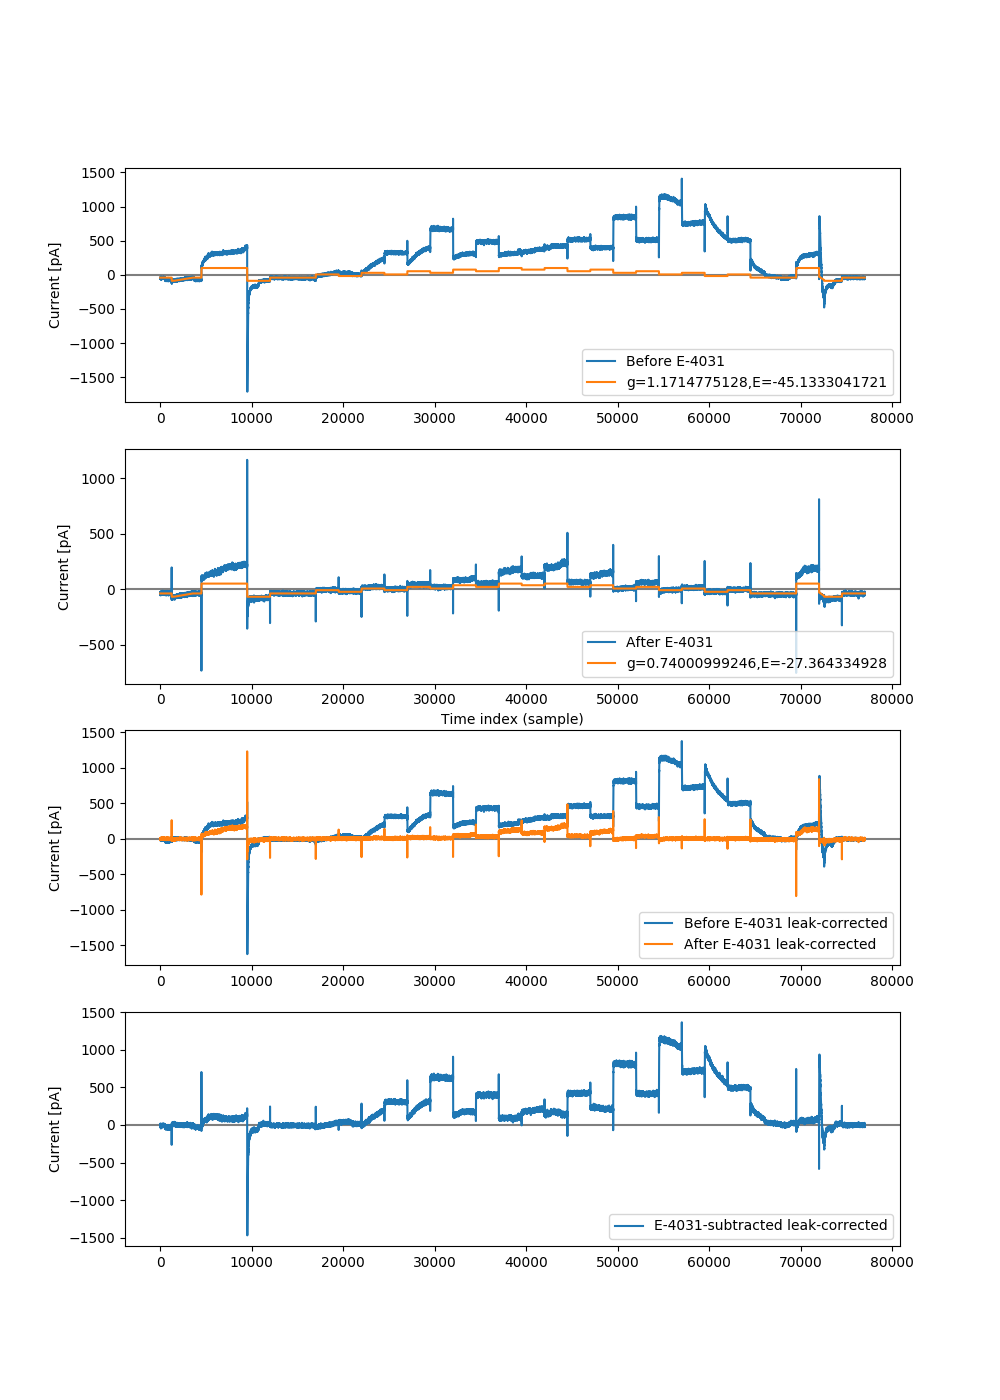 1500
1000
500
0
−500
−1000
−1500
Current [pA]
Before E-4031
g=1.1714775128,E=-45.1333041721
0 10000 20000 30000 40000 50000 60000 70000 80000
1000
500
0
−500
Current [pA]
After E-4031
g=0.74000999246,E=-27.364334928
0 10000 20000 30000 40000 50000 60000 70000 80000
Time index (sample)
1500
1000
500
0
−500
−1000
−1500
Current [pA]
Before E-4031 leak-corrected
After E-4031 leak-corrected
0 10000 20000 30000 40000 50000 60000 70000 80000
1500
1000
500
0
−500
−1000
−1500
Current [pA]
E-4031-subtracted leak-corrected
0 10000 20000 30000 40000 50000 60000 70000 80000